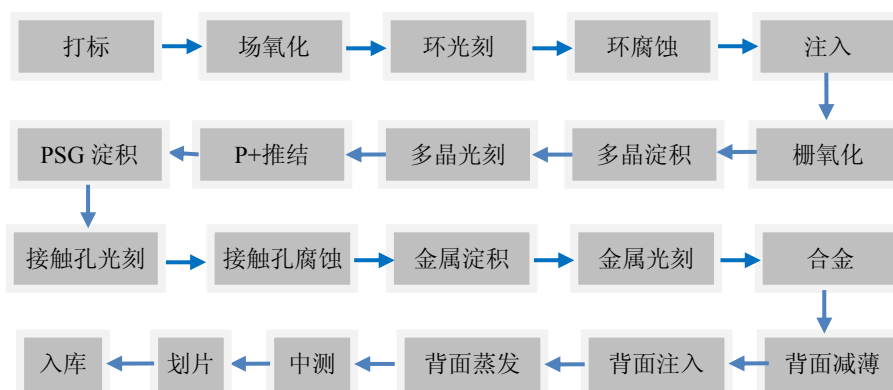 打标 场氧化 环光刻 环腐蚀 注入
PSG 淀积 P+推结 多晶光刻 多晶淀积 栅氧化
接触孔光刻 接触孔腐蚀 金属淀积 金属光刻 合金
入库 划片 中测 背面蒸发 背面注入 背面减薄